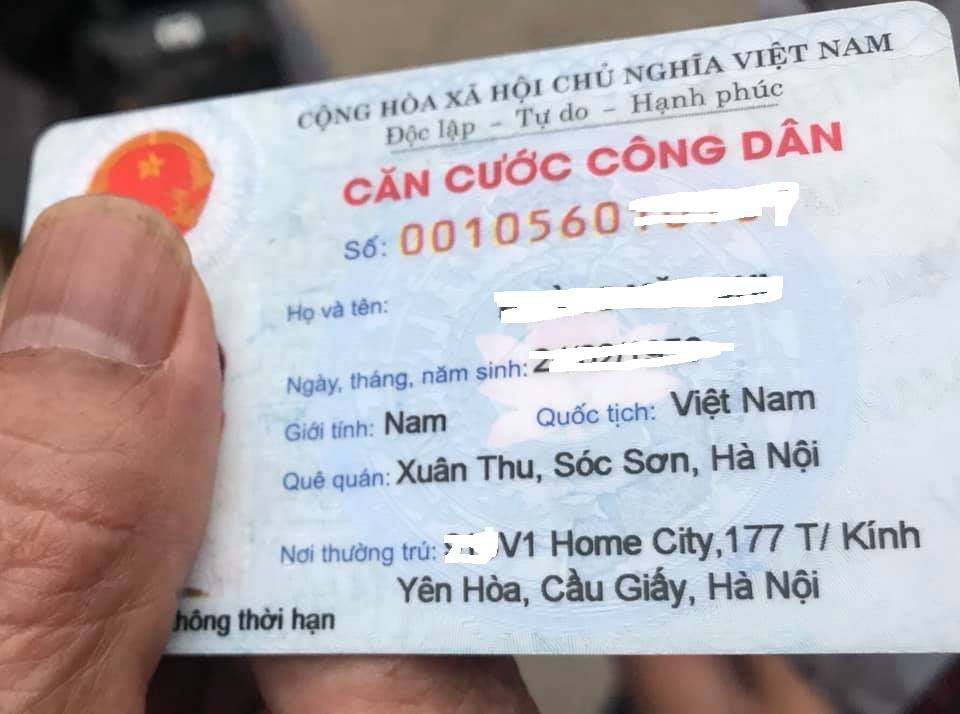 CỘNG HÒA XÃ HỘI CHỦ NGHĨA VIỆT NAM
Độc lập - Tự do - Hạnh phúc
CĂN CƯỚC CÔNG DÂN
Số: 00105601
Họ và tên:
Ngày, tháng, năm sinh:
Giới tính: Nam Quốc tịch: Việt Nam
Quê quán: Xuân Thu, Sóc Sơn, Hà Nội
Nơi thường trú: V1 Home City,177 T/ Kính
Yên Hòa, Cầu Giấy, Hà Nội
hông thời hạn